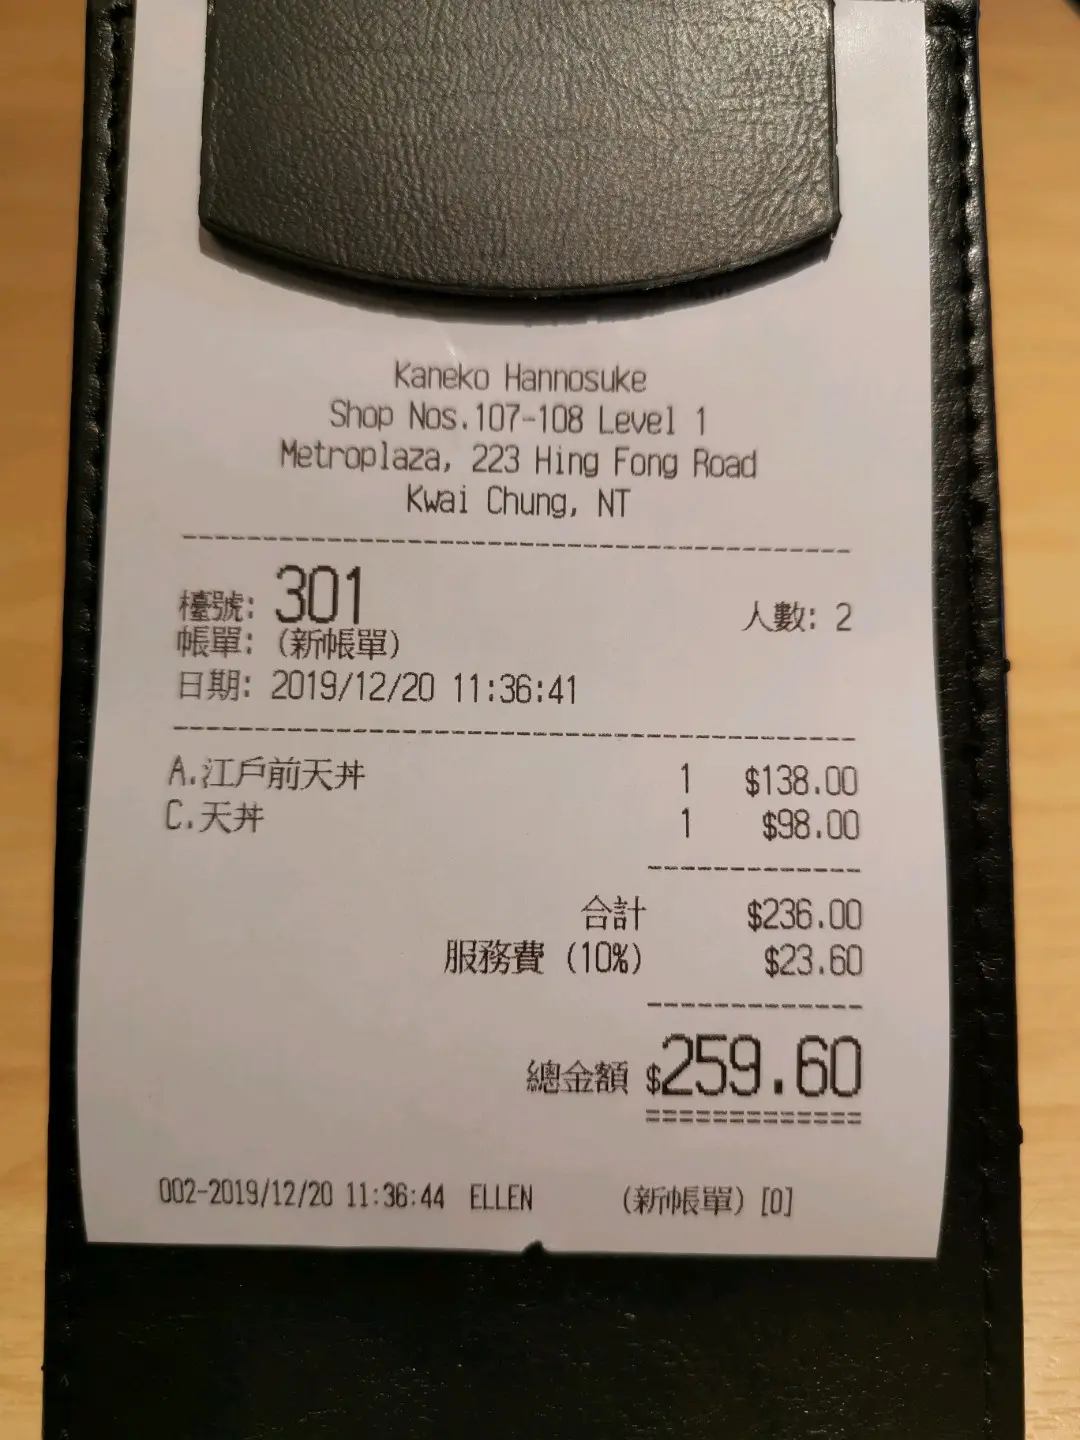 Kaneko Hannosuke
Shop Nos.107-108 Level 1
Metroplaza, 223 Hing Fong Road
Kwai Chung, NT
檯號: 301 人數: 2
帳單: (新帳單)
日期: 2019/12/20 11:36:41
A.江戶前天丼 1 $138.00
C.天丼 1 $98.00
合計 $236.00
服務費 (10%) $23.60
總金額 $259.60
002-2019/12/20 11:36:44 ELLEN (新帳單) [0]